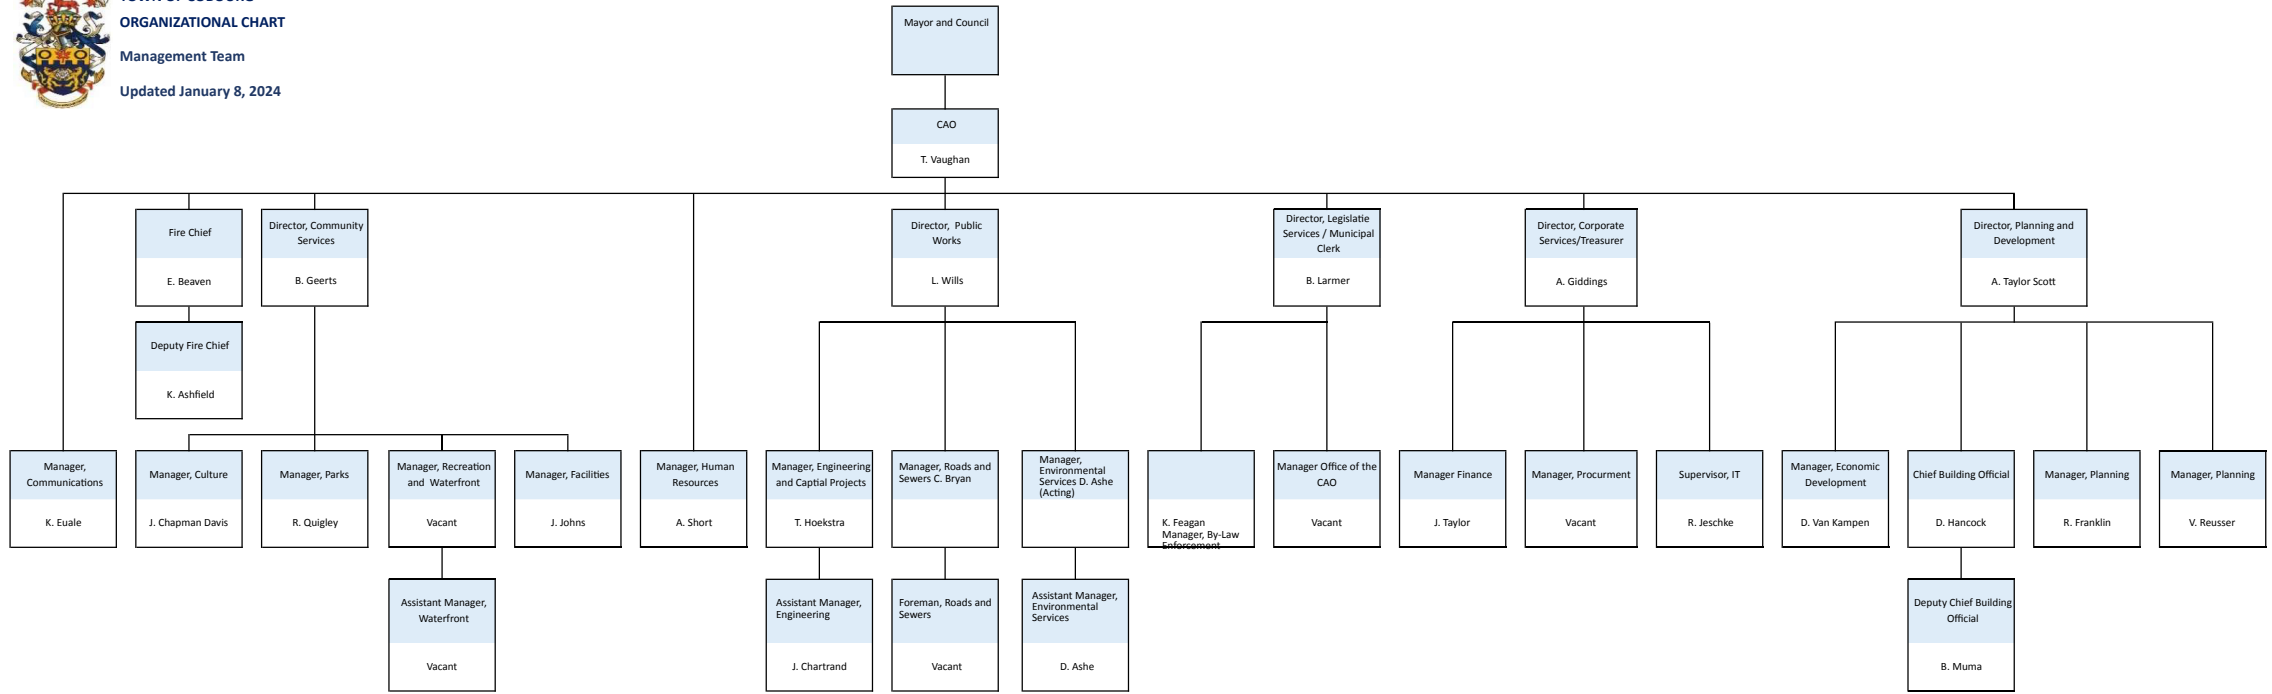 ORGANIZATIONAL CHART
Management Team
Updated January 8, 2024
Mayor and Council
CAO
T. Vaughan
Fire Chief
E. Beaven
Director, Community
Services
B. Geerts
Director, Public
Works
L. Wills
Director, Legislatie
Services / Municipal
Clerk
B. Larmer
Director, Corporate
Services/Treasurer
A. Giddings
Director, Planning and
Development
A. Taylor Scott
Deputy Fire Chief
K. Ashfield
Manager,
Communications
K. Euale
Manager, Culture
J. Chapman Davis
Manager, Parks
R. Quigley
Manager, Recreation
and Waterfront
Vacant
Manager, Facilities
J. Johns
Manager, Human
Resources
A. Short
Manager, Engineering
and Captial Projects
T. Hoekstra
Manager, Roads and
Sewers C. Bryan
Manager,
Environmental
Services D. Ashe
(Acting)
K. Feagan
Manager, By-Law
Enforcement
Manager Office of the
CAO
Vacant
Manager Finance
J. Taylor
Manager, Procurment
Vacant
Supervisor, IT
R. Jeschke
Manager, Economic
Development
D. Van Kampen
Chief Building Official
D. Hancock
Manager, Planning
R. Franklin
Manager, Planning
V. Reusser
Assistant Manager,
Waterfront
Vacant
Assistant Manager,
Engineering
J. Chartrand
Foreman, Roads and
Sewers
Vacant
Assistant Manager,
Environmental
Services
D. Ashe
Deputy Chief Building
Official
B. Muma